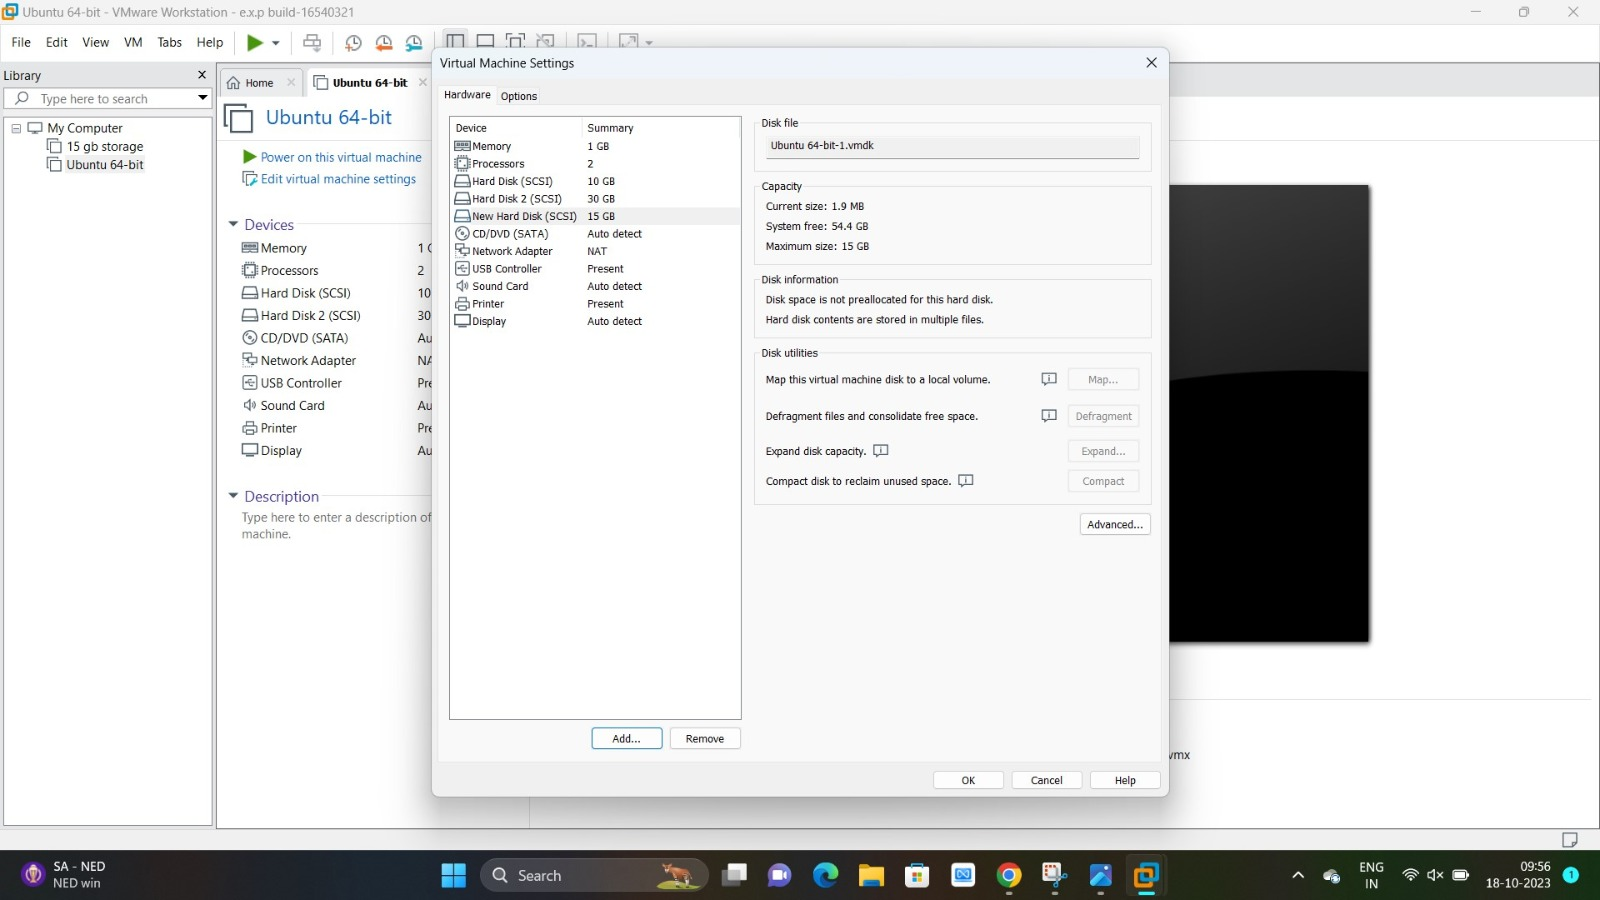 Ubuntu 64-bit - VMware Workstation - e.x.p build-16540321
File Edit View VM Tabs Help
Library
Type here to search
My Computer
15 gb storage
Ubuntu 64-bit
Home
Ubuntu 64-bit
Ubuntu 64-bit
Power on this virtual machine
Edit virtual machine settings
Devices
Memory
Processors 2
Hard Disk (SCSI) 10
Hard Disk 2 (SCSI) 30
CD/DVD (SATA) Au
Network Adapter NA
USB Controller Pre
Sound Card Au
Printer Pre
Display Au
Description
Type here to enter a description of
machine.
Virtual Machine Settings
Hardware Options
Device Summary
Memory 1 GB
Processors 2
Hard Disk (SCSI) 10 GB
Hard Disk 2 (SCSI) 30 GB
New Hard Disk (SCSI) 15 GB
CD/DVD (SATA) Auto detect
Network Adapter NAT
USB Controller Present
Sound Card Auto detect
Printer Present
Display Auto detect
Add... Remove
Disk file
Ubuntu 64-bit-1.vmdk
Capacity
Current size: 1.9 MB
System free: 54.4 GB
Maximum size: 15 GB
Disk information
Disk space is not preallocated for this hard disk.
Hard disk contents are stored in multiple files.
Disk utilities
Map this virtual machine disk to a local volume. Map...
Defragment files and consolidate free space. Defragment
Expand disk capacity. Expand...
Compact disk to reclaim unused space. Compact
Advanced...
OK Cancel Help
vmx
SA - NED
NED win
Search
ENG
IN
09:56
18-10-2023
1